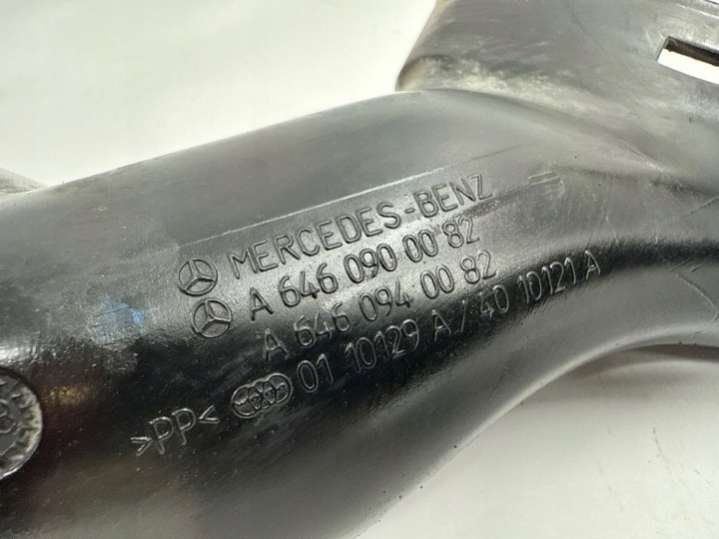 MERCEDES-BENZ
A 646 090 00 82
A 646 094 00 82
01 10129 A / 40 10121 A
>PP<